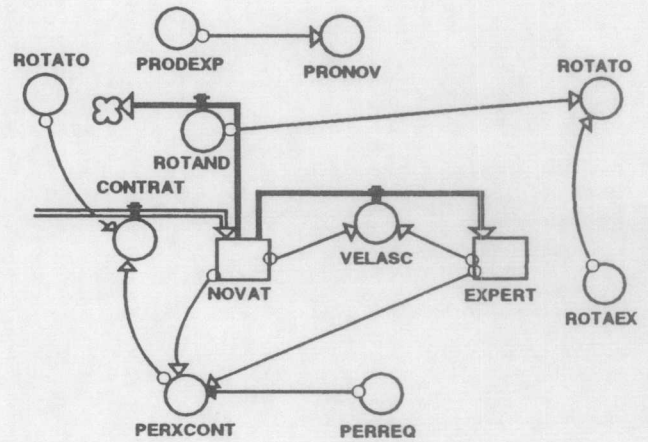 ROTATO
PRODEXP
PRONOV
ROTATO
ROTAND
CONTRAT
NOVAT
VELASC
EXPERT
ROTAEX
PERXCONT
PERREQ